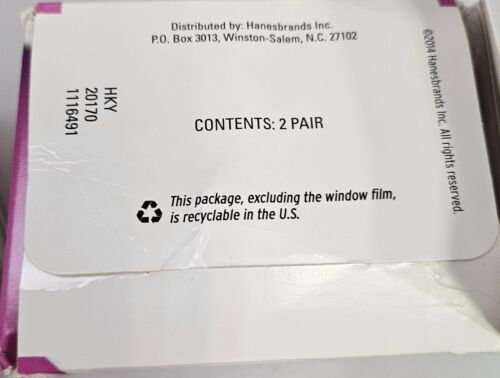 Distributed by: Hanesbrands Inc.
P.O. Box 3013, Winston-Salem, N.C. 27102
©2014 Hanesbrands Inc. All rights reserved.
HKY
20170
1116491
CONTENTS: 2 PAIR
This package, excluding the window film,
is recyclable in the U.S.